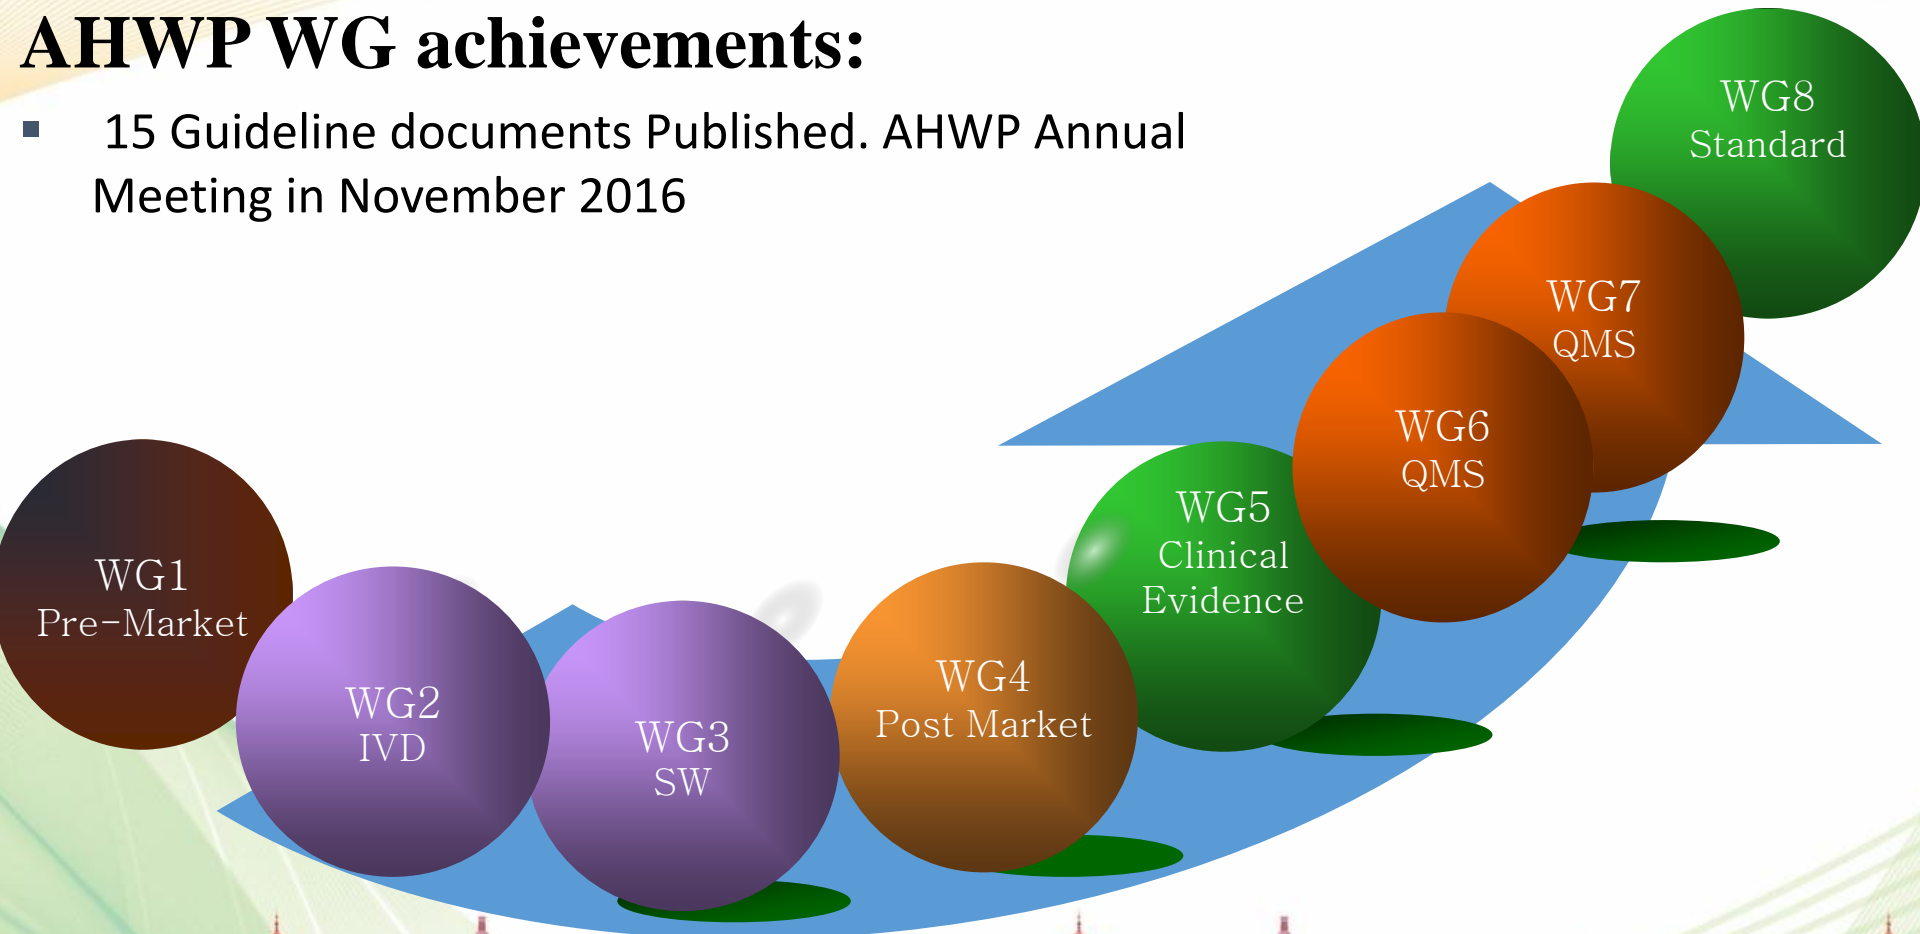 AHWP WG achievements:
▪ 15 Guideline documents Published. AHWP Annual
Meeting in November 2016
WG1
Pre-Market
WG2
IVD
WG3
SW
WG4
Post Market
WG5
Clinical
Evidence
WG6
QMS
WG7
QMS
WG8
Standard